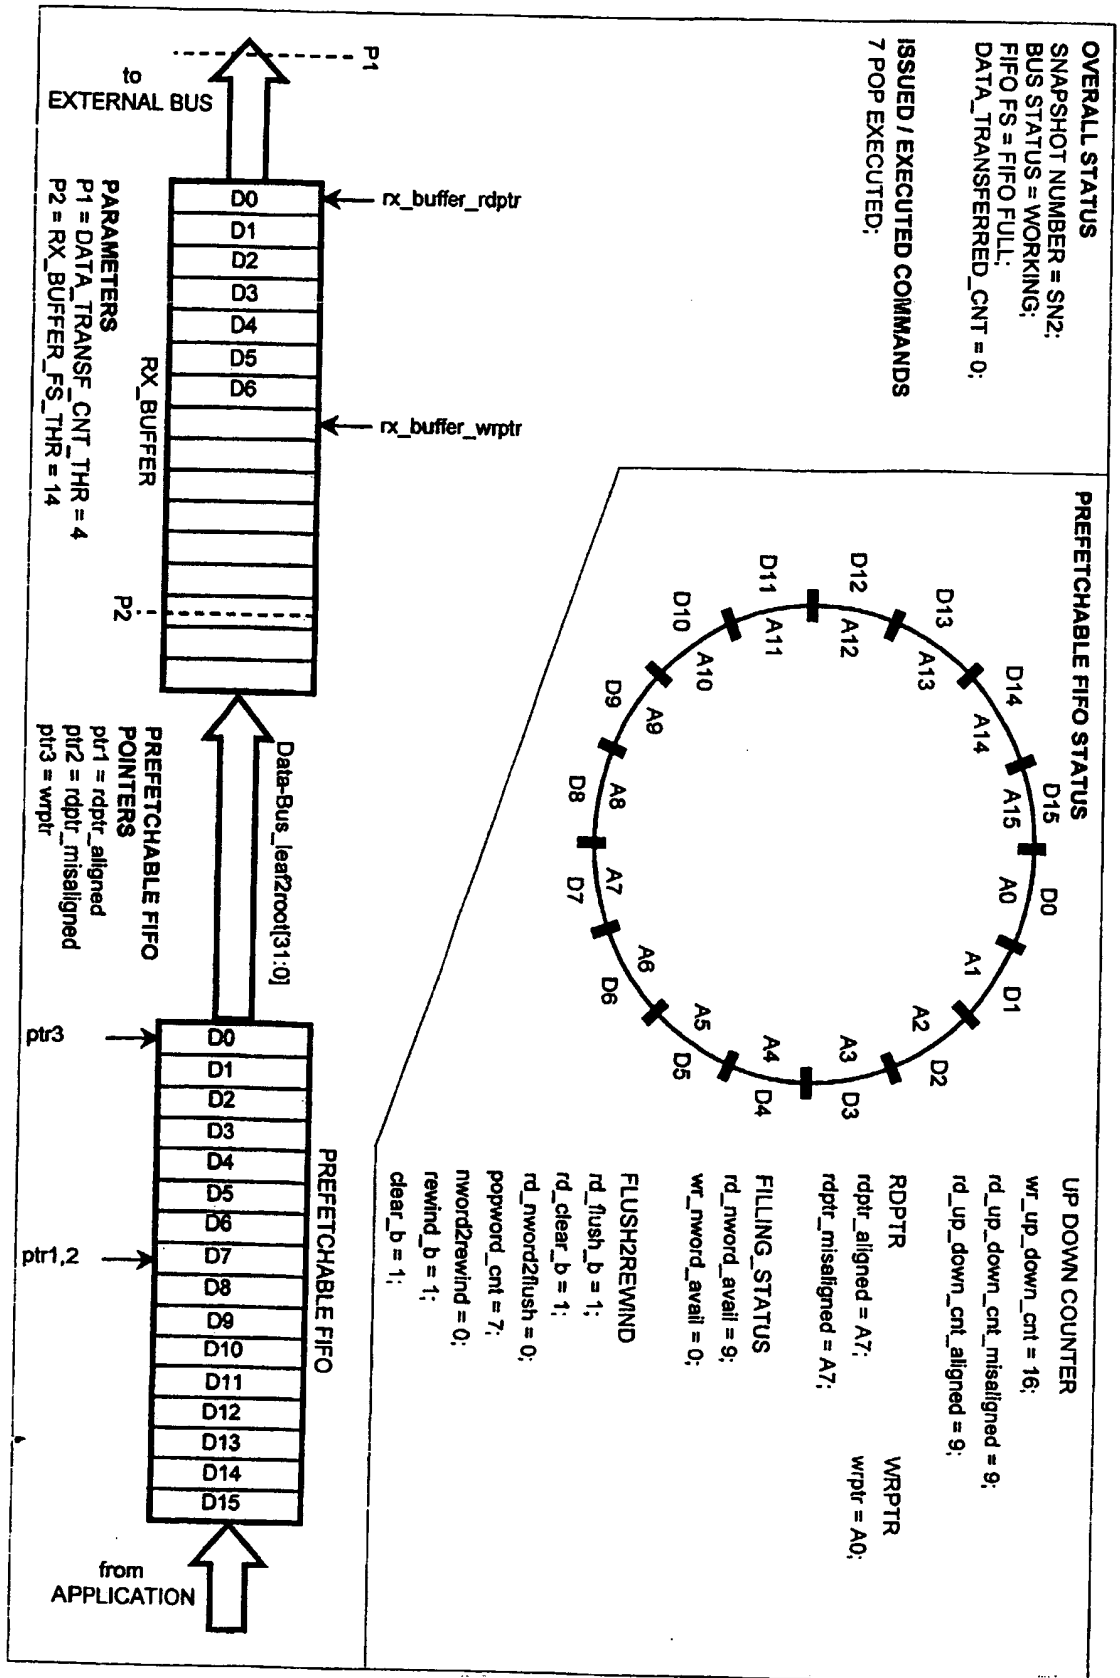 OVERALL STATUS
SNAPSHOT NUMBER = SN2;
BUS STATUS = WORKING;
FIFO FS = FIFO FULL;
DATA_TRANSFERRED_CNT = 0;
ISSUED / EXECUTED COMMANDS
7 POP EXECUTED;
PREFETCHABLE FIFO STATUS
D0
D1
D2
D3
D4
D5
D6
D7
D8
D9
D10
D11
D12
D13
D14
D15
A0
A1
A2
A3
A4
A5
A6
A7
A8
A9
A10
A11
A12
A13
A14
A15
UP DOWN COUNTER
wr_up_down_cnt = 16;
rd_up_down_cnt_misaligned = 9;
rd_up_down_cnt_aligned = 9;
RDPTR
rdptr_aligned = A7;
rdptr_misaligned = A7;
WRPTR
wrptr = A0;
FILLING_STATUS
rd_nword_avail = 9;
wr_nword_avail = 0;
FLUSH2REWIND
rd_flush_b = 1;
rd_clear_b = 1;
rd_nword2flush = 0;
popword_cnt = 7;
nword2rewind = 0;
rewind_b = 1;
clear_b = 1;
P1
to
EXTERNAL BUS
rx_buffer_rdptr
rx_buffer_wrptr
D0
D1
D2
D3
D4
D5
D6
RX_BUFFER
P2
PARAMETERS
P1 = DATA_TRANSF_CNT_THR = 4
P2 = RX_BUFFER_FS_THR = 14
Data-Bus_leaf2root[31:0]
PREFETCHABLE FIFO
POINTERS
ptr1 = rdptr_aligned
ptr2 = rdptr_misaligned
ptr3 = wrptr
PREFETCHABLE FIFO
ptr3
ptr1,2
D0
D1
D2
D3
D4
D5
D6
D7
D8
D9
D10
D11
D12
D13
D14
D15
from
APPLICATION